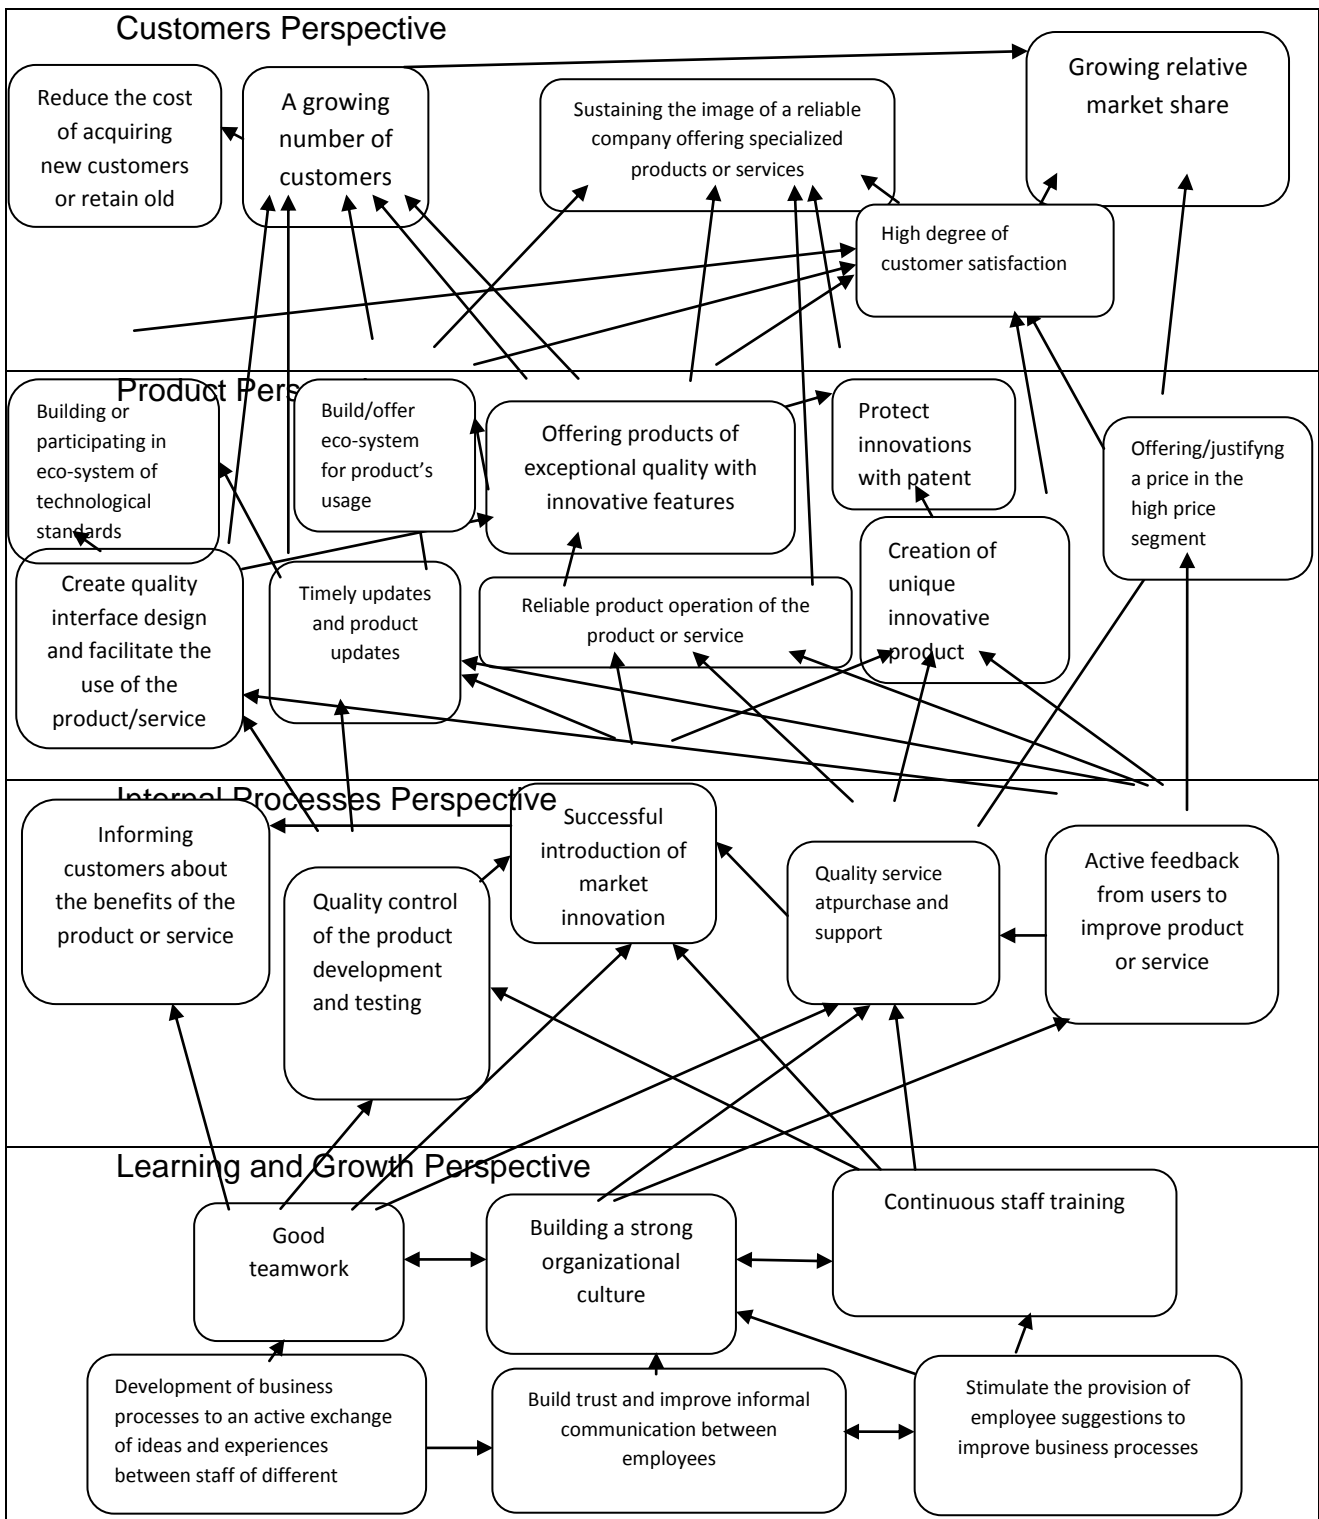 Customers Perspective
Reduce the cost
of acquiring
new customers
or retain old
A growing
number of
customers
Sustaining the image of a reliable
company offering specialized
products or services
Growing relative
market share
High degree of
customer satisfaction
Product Pers
Building or
participating in
eco-system of
technological
standards
Build/offer
eco-system
for product's
usage
Offering products of
exceptional quality with
innovative features
Protect
innovations
with patent
Offering/justifyng
a price in the
high price
segment
Create quality
interface design
and facilitate the
use of the
product/service
Timely updates
and product
updates
Reliable product operation of the
product or service
Creation of
unique
innovative
product
Internal Processes Perspective
Informing
customers about
the benefits of the
product or service
Quality control
of the product
development
and testing
Successful
introduction of
market
innovation
Quality service
atpurchase and
support
Active feedback
from users to
improve product
or service
Learning and Growth Perspective
Good
teamwork
Building a strong
organizational
culture
Continuous staff training
Development of business
processes to an active exchange
of ideas and experiences
between staff of different
Build trust and improve informal
communication between
employees
Stimulate the provision of
employee suggestions to
improve business processes